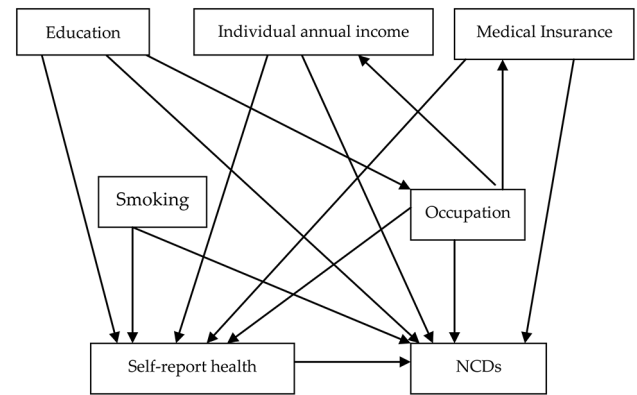 Education
Individual annual income
Medical Insurance
Smoking
Occupation
Self-report health
NCDs